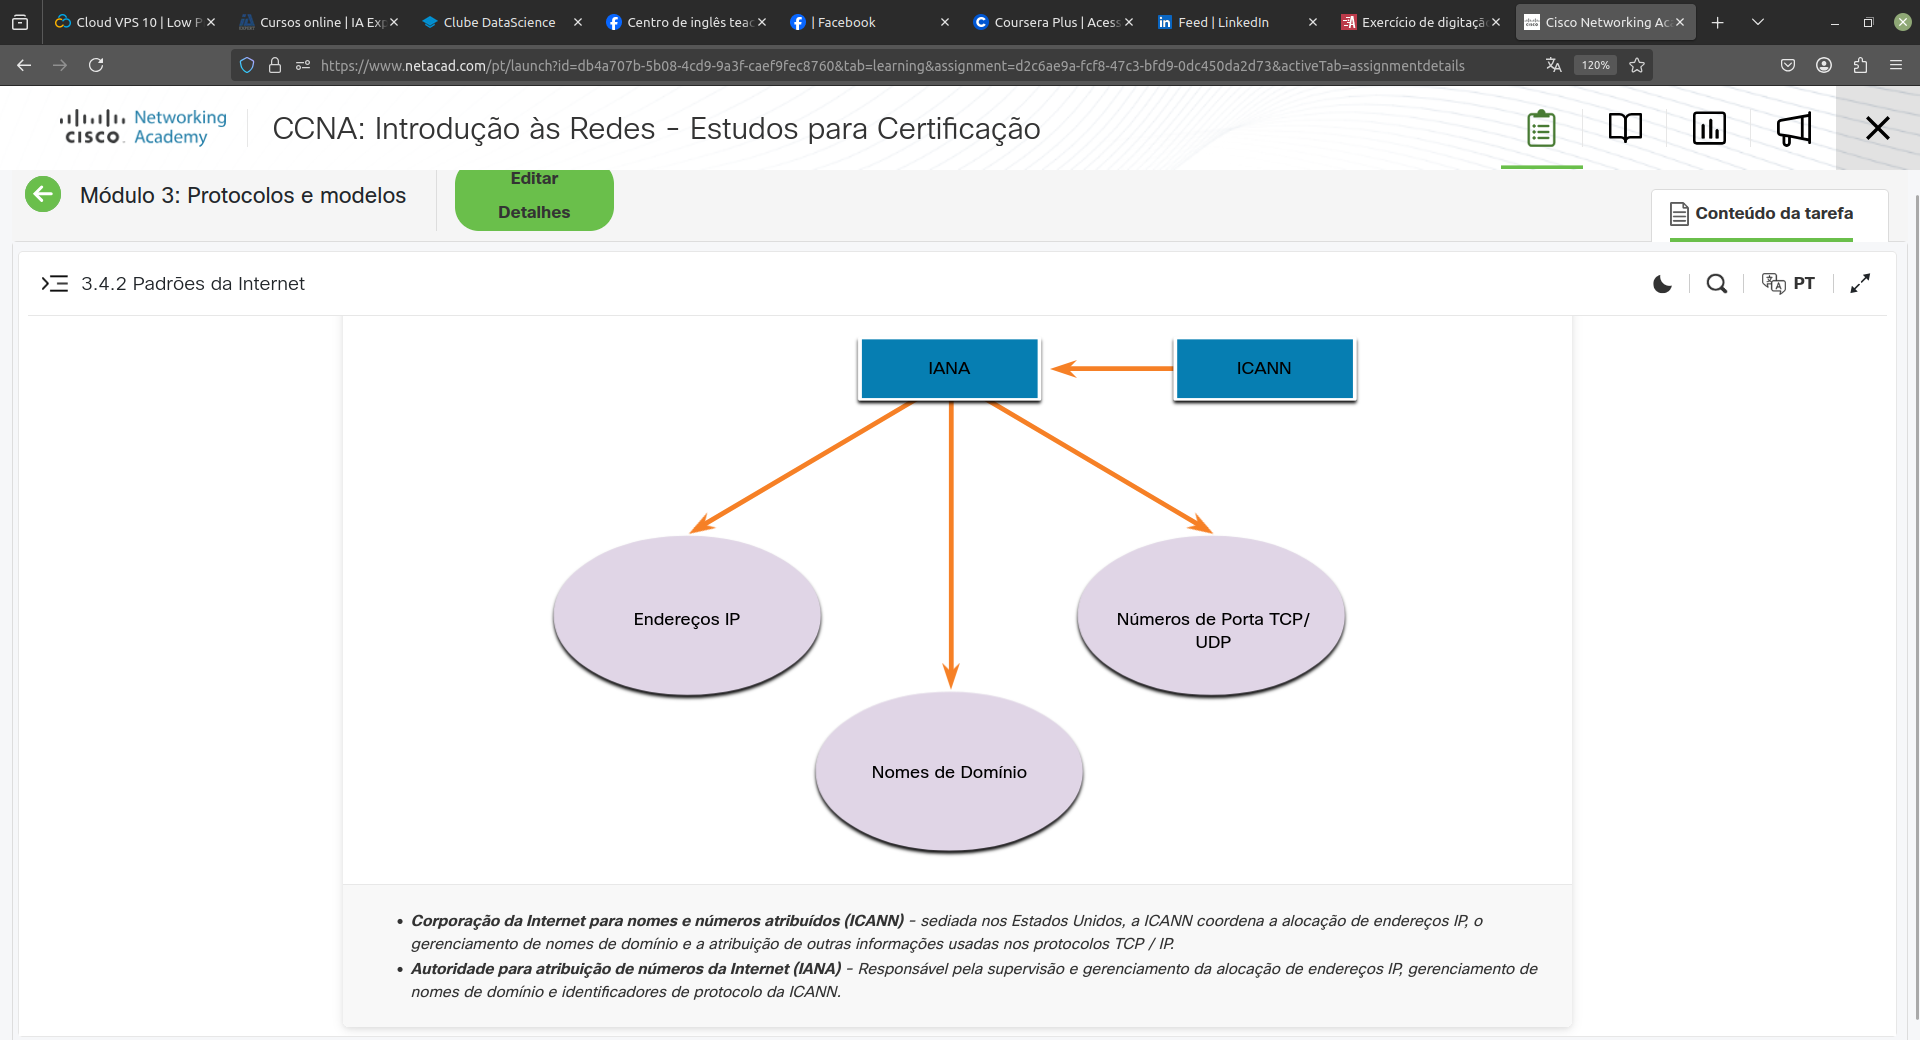 Cloud VPS 10 | Low P
Cursos online | IA Exp
Clube DataScience
Centro de inglês teac
| Facebook
Coursera Plus | Acess
Feed | LinkedIn
Exercício de digitaçã
Cisco Networking Ac
https://www.netacad.com/pt/launch?id=db4a707b-5b08-4cd9-9a3f-caef9fec8760&tab=learning&assignment=d2c6ae9a-fcf8-47c3-bfd9-0dc450da2d73&activeTab=assignmentdetails
120%
cisco. Networking Academy
CCNA: Introdução às Redes - Estudos para Certificação
Módulo 3: Protocolos e modelos
Editar
Detalhes
Conteúdo da tarefa
3.4.2 Padrões da Internet
PT
IANA
ICANN
Endereços IP
Números de Porta TCP/
UDP
Nomes de Domínio
• Corporação da Internet para nomes e números atribuídos (ICANN) - sediada nos Estados Unidos, a ICANN coordena a alocação de endereços IP, o
gerenciamento de nomes de domínio e a atribuição de outras informações usadas nos protocolos TCP / IP.
• Autoridade para atribuição de números da Internet (IANA) - Responsável pela supervisão e gerenciamento da alocação de endereços IP, gerenciamento de
nomes de domínio e identificadores de protocolo da ICANN.